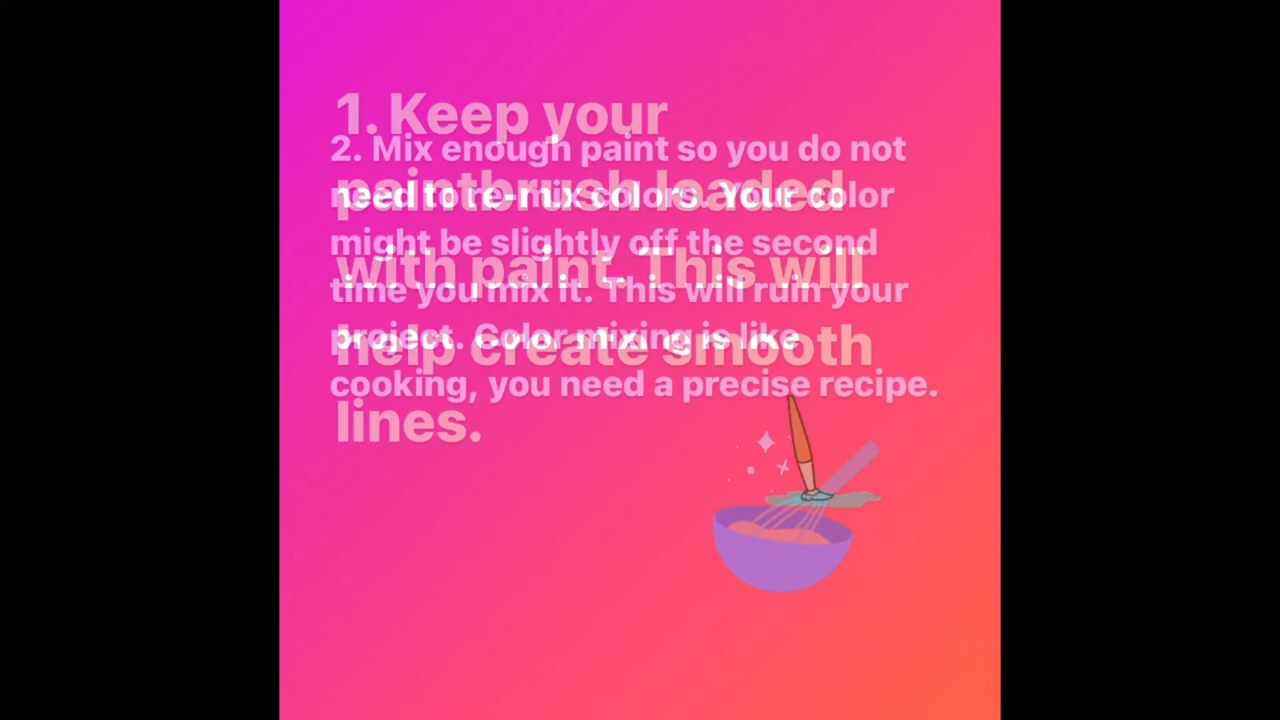 1. Keep your
paintbrush loaded
with paint. This will
help create smooth
lines.
2. Mix enough paint so you do not
need to re-mix colors. Your color
might be slightly off the second
time you mix it. This will ruin your
project. Color mixing is like
cooking, you need a precise recipe.